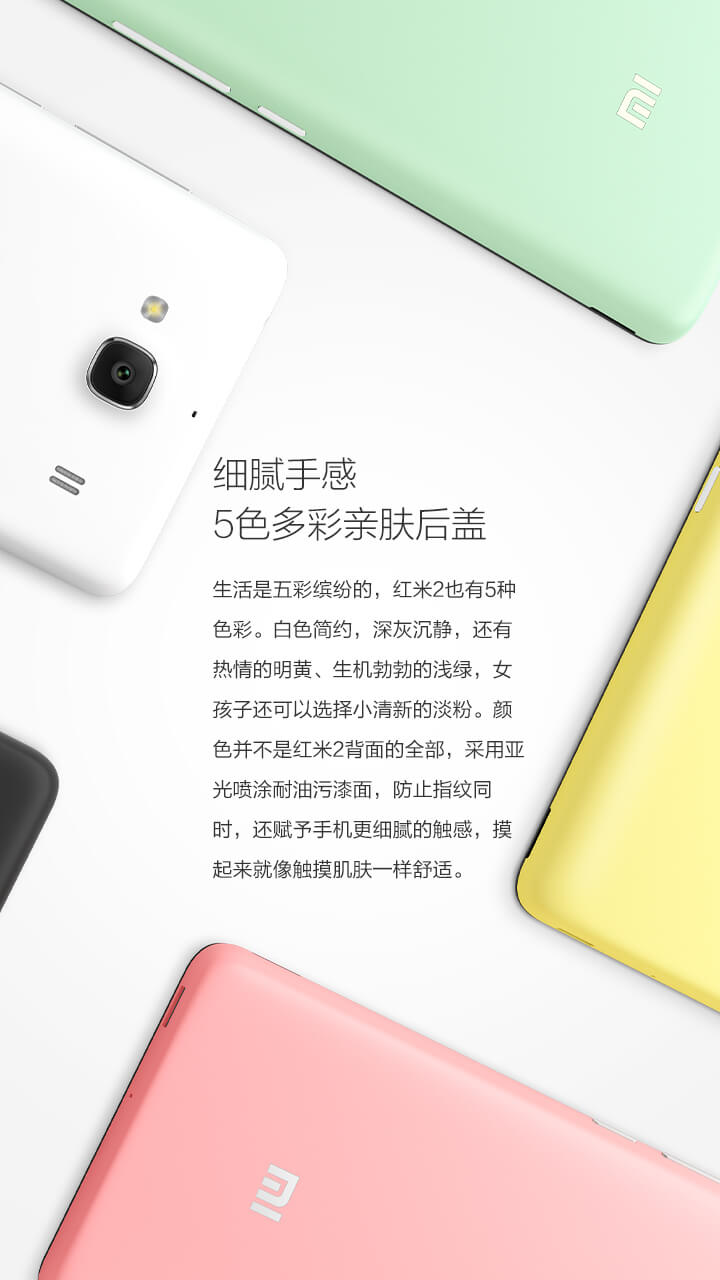 细腻手感
5色多彩亲肤后盖
生活是五彩缤纷的，红米2也有5种
色彩。白色简约，深灰沉静，还有
热情的明黄、生机勃勃的浅绿，女
孩子还可以选择小清新的淡粉。颜
色并不是红米2背面的全部，采用亚
光喷涂耐油污漆面，防止指纹同
时，还赋予手机更细腻的触感，摸
起来就像触摸肌肤一样舒适。